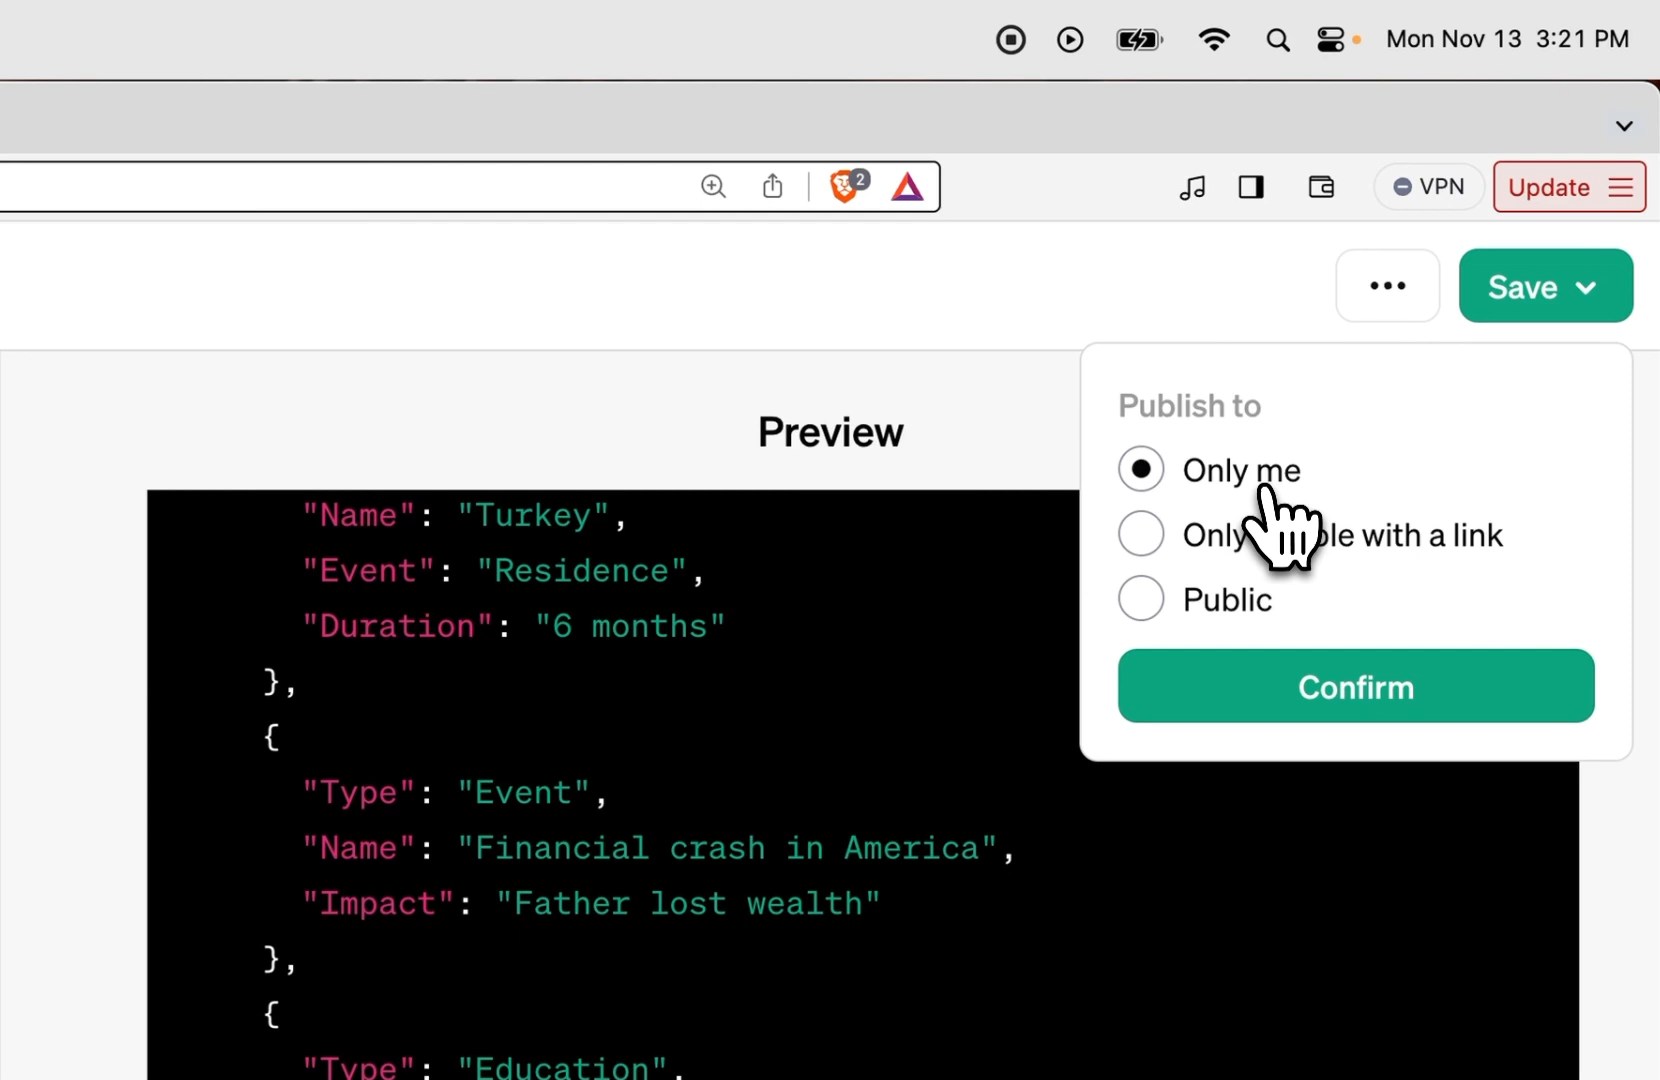 Mon Nov 13 3:21 PM
2
VPN
Update
Save
Publish to
Only me
Only with a link
Public
Confirm
Preview
"Name": "Turkey",
"Event": "Residence",
"Duration": "6 months"
},
{
"Type": "Event",
"Name": "Financial crash in America",
"Impact": "Father lost wealth"
},
{
"Type": "Education",